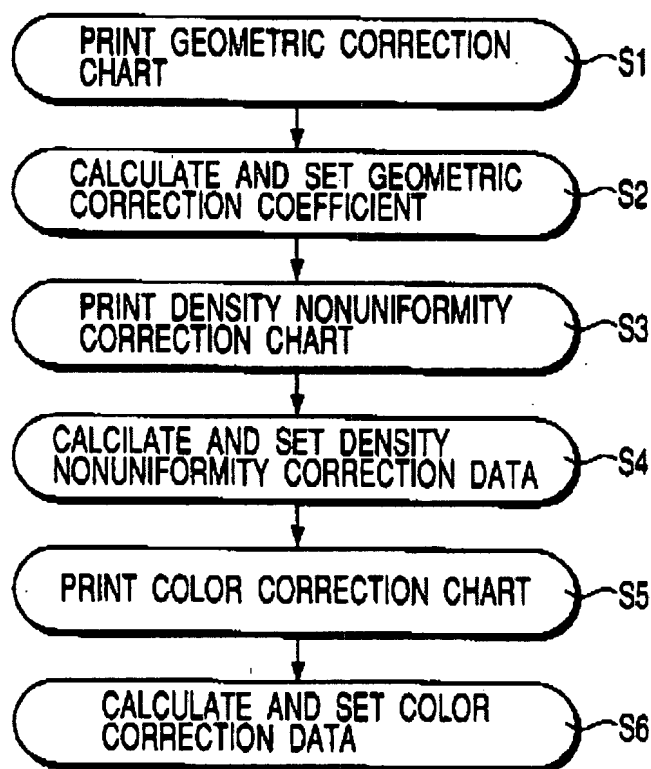 PRINT GEOMETRIC CORRECTION
CHART
S1
CALCULATE AND SET GEOMETRIC
CORRECTION COEFFICIENT
S2
PRINT DENSITY NONUNIFORMITY
CORRECTION CHART
S3
CALCILATE AND SET DENSITY
NONUNIFORMITY CORRECTION DATA
S4
PRINT COLOR CORRECTION CHART
S5
CALCULATE AND SET COLOR
CORRECTION DATA
S6